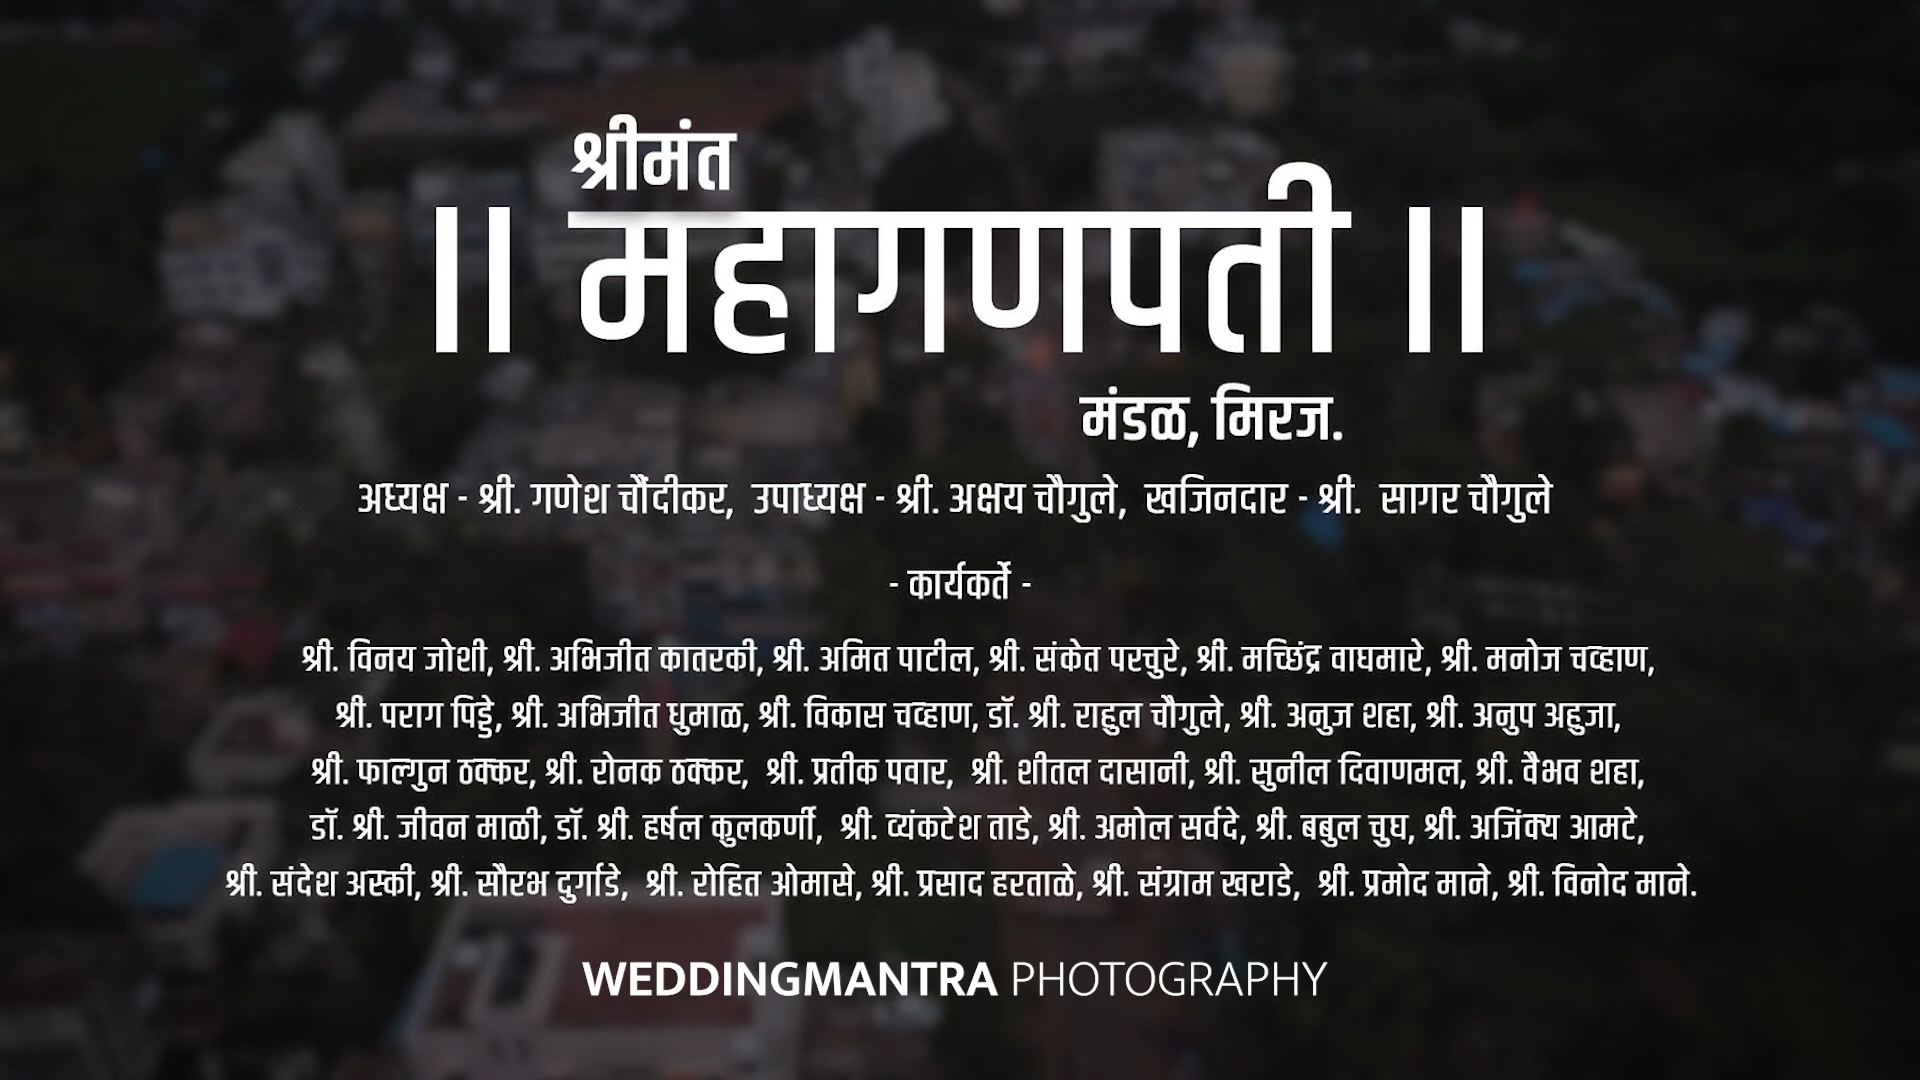 श्रीमंत
॥ महागणपती ॥
मंडळ, मिरज.
अध्यक्ष - श्री. गणेश चौंदीकर, उपाध्यक्ष - श्री. अक्षय चौगुले, खजिनदार - श्री. सागर चौगुले
- कार्यकर्ते -
श्री. विनय जोशी, श्री. अभिजीत कातरकी, श्री. अमित पाटील, श्री. संकेत परचुरे, श्री. मच्छिंद्र वाघमारे, श्री. मनोज चव्हाण,
श्री. पराग पिड्डे, श्री. अभिजीत धुमाळ, श्री. विकास चव्हाण, डॉ. श्री. राहुल चौगुले, श्री. अनुज शहा, श्री. अनुप अहुजा,
श्री. फाल्गुन ठक्कर, श्री. रोनक ठक्कर, श्री. प्रतीक पवार, श्री. शीतल दासानी, श्री. सुनील दिवाणमल, श्री. वैभव शहा,
डॉ. श्री. जीवन माळी, डॉ. श्री. हर्षल कुलकर्णी, श्री. व्यंकटेश ताडे, श्री. अमोल सर्वदे, श्री. बबुल चुघ, श्री. अजिंक्य आमटे,
श्री. संदेश अस्की, श्री. सौरभ दुर्गाडे, श्री. रोहित ओमासे, श्री. प्रसाद हरताळे, श्री. संग्राम खराडे, श्री. प्रमोद माने, श्री. विनोद माने.
WEDDINGMANTRA PHOTOGRAPHY